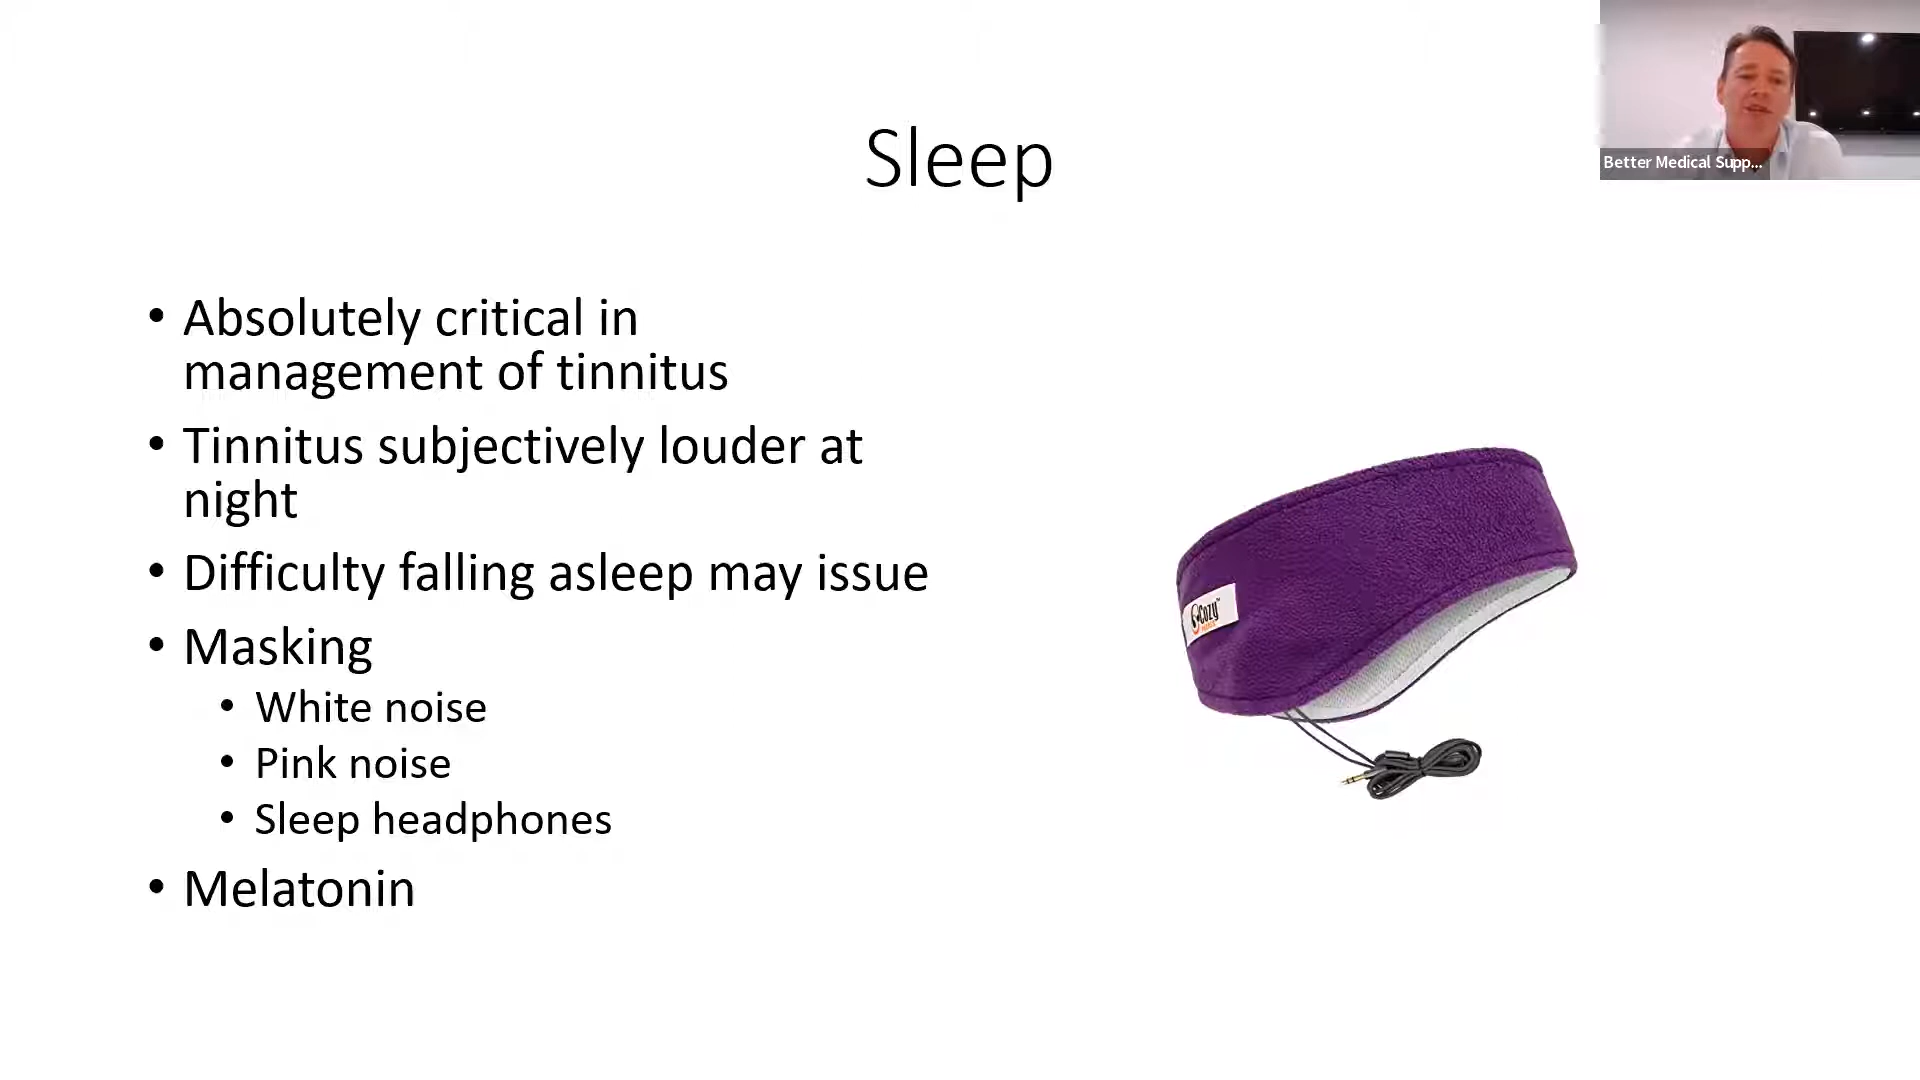 Sleep
Better Medical Supp...
• Absolutely critical in
management of tinnitus
• Tinnitus subjectively louder at
night
• Difficulty falling asleep may issue
• Masking
• White noise
• Pink noise
• Sleep headphones
• Melatonin
Cozy